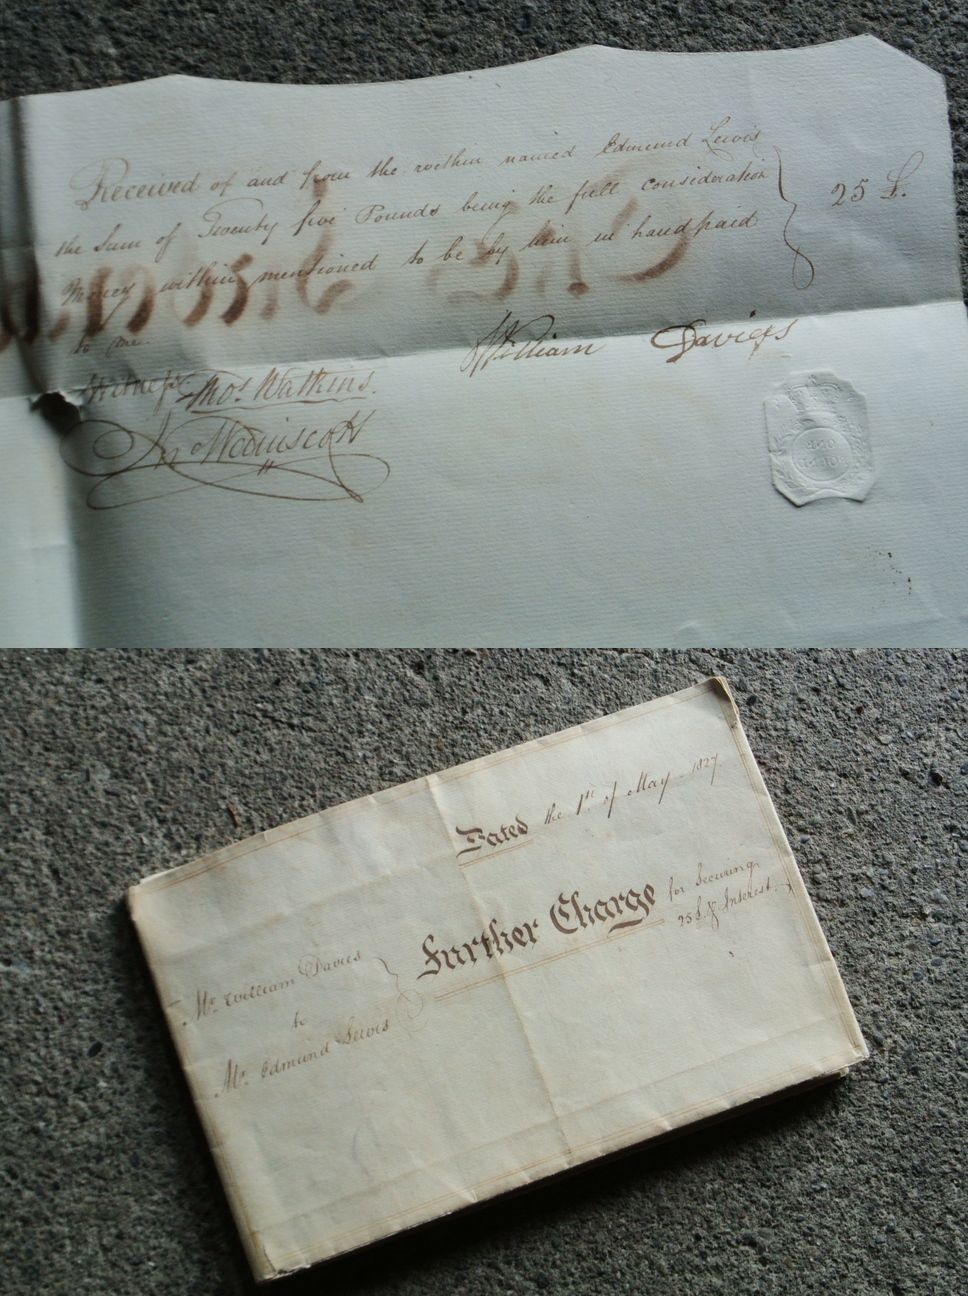 Received of and from the within named Edmund Lewis
the Sum of Twenty five Pounds being the full consideration
Money within mentioned to be by him in hand paid
to me.
25 £.
William Davies
Witness Thos. Watkins.
Dated the 1st of May 1827
Further Charge for Securing
25£ & Interest.
Mr. William Davies
to
Mr. Edmund Lewis